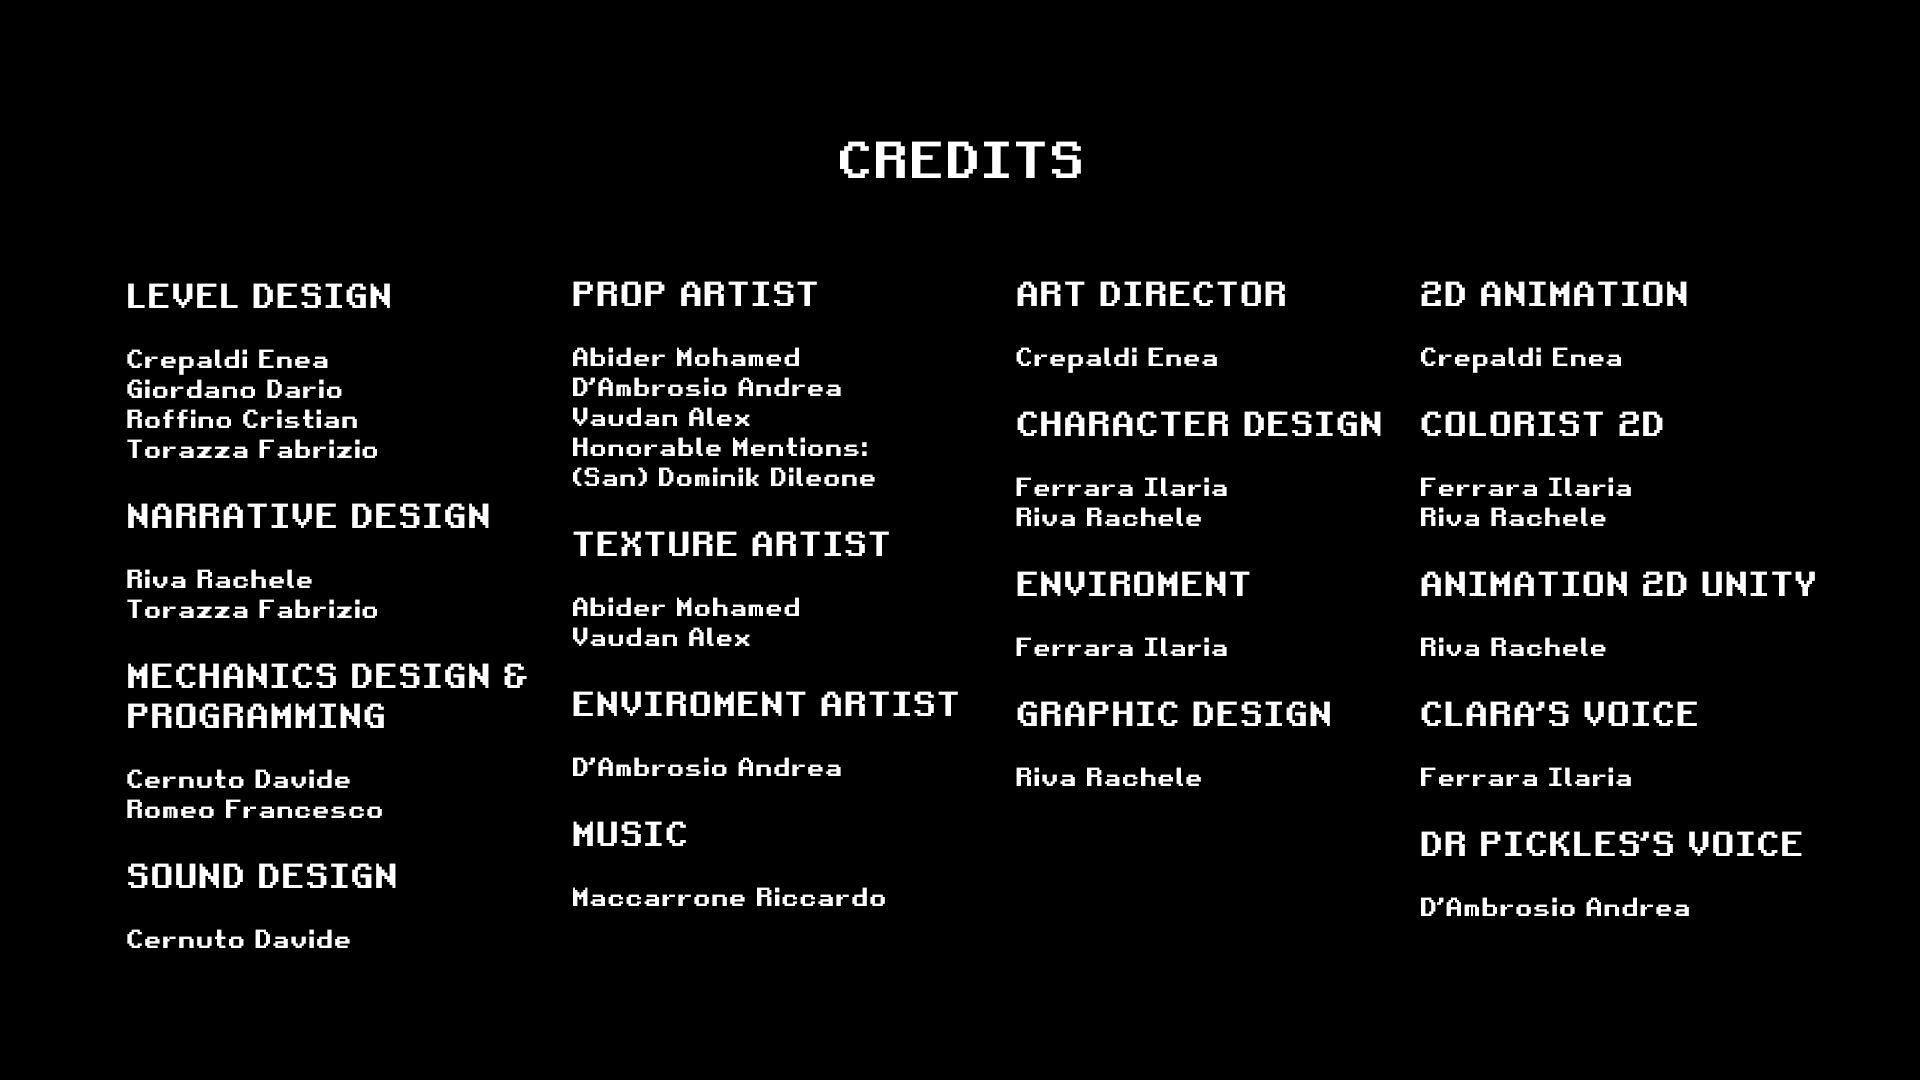 CREDITS
LEVEL DESIGN
Crepaldi Enea
Giordano Dario
Roffino Cristian
Torazza Fabrizio
NARRATIVE DESIGN
Riva Rachele
Torazza Fabrizio
MECHANICS DESIGN &
PROGRAMMING
Cernuto Davide
Romeo Francesco
SOUND DESIGN
Cernuto Davide
PROP ARTIST
Abider Mohamed
D'Ambrosio Andrea
Vaudan Alex
Honorable Mentions:
(San) Dominik Dileone
TEXTURE ARTIST
Abider Mohamed
Vaudan Alex
ENVIROMENT ARTIST
D'Ambrosio Andrea
MUSIC
Maccarrone Riccardo
ART DIRECTOR
Crepaldi Enea
CHARACTER DESIGN
Ferrara Ilaria
Riva Rachele
ENVIROMENT
Ferrara Ilaria
GRAPHIC DESIGN
Riva Rachele
2D ANIMATION
Crepaldi Enea
COLORIST 2D
Ferrara Ilaria
Riva Rachele
ANIMATION 2D UNITY
Riva Rachele
CLARA'S VOICE
Ferrara Ilaria
DR PICKLES'S VOICE
D'Ambrosio Andrea